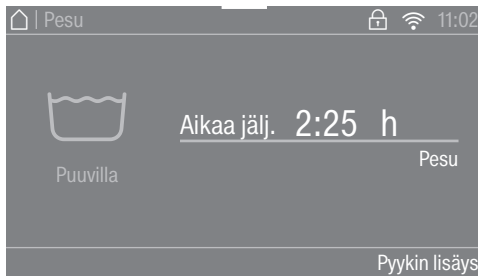 | Pesu 11:02
Aikaa jälj. 2:25 h
Pesu
Puuvilla
Pyykin lisäys